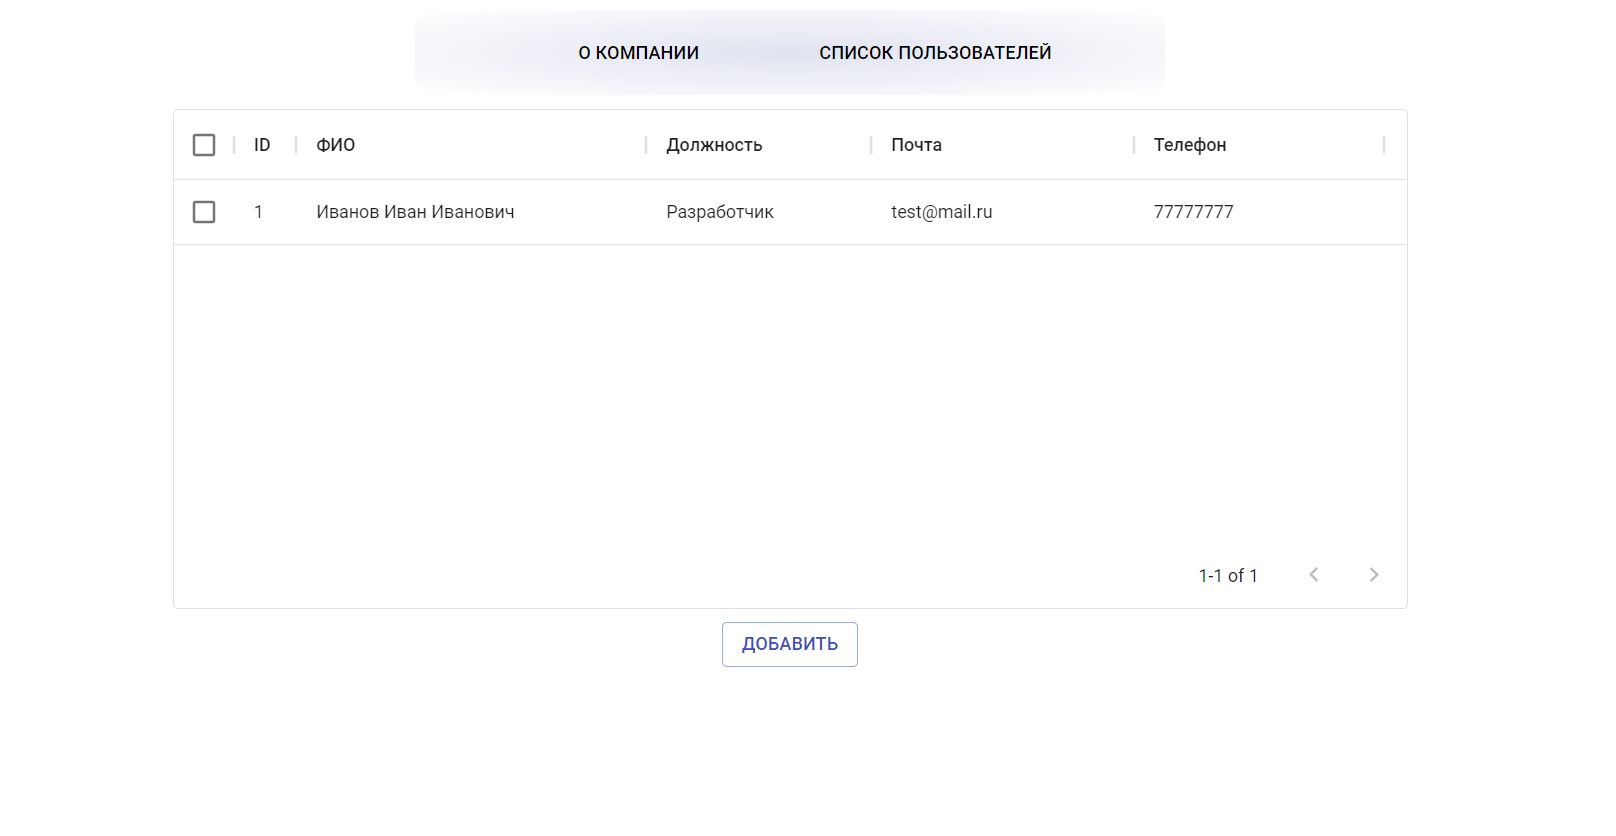 О КОМПАНИИ СПИСОК ПОЛЬЗОВАТЕЛЕЙ
ID ФИО Должность Почта Телефон
1 Иванов Иван Иванович Разработчик test@mail.ru 77777777
1-1 of 1
ДОБАВИТЬ